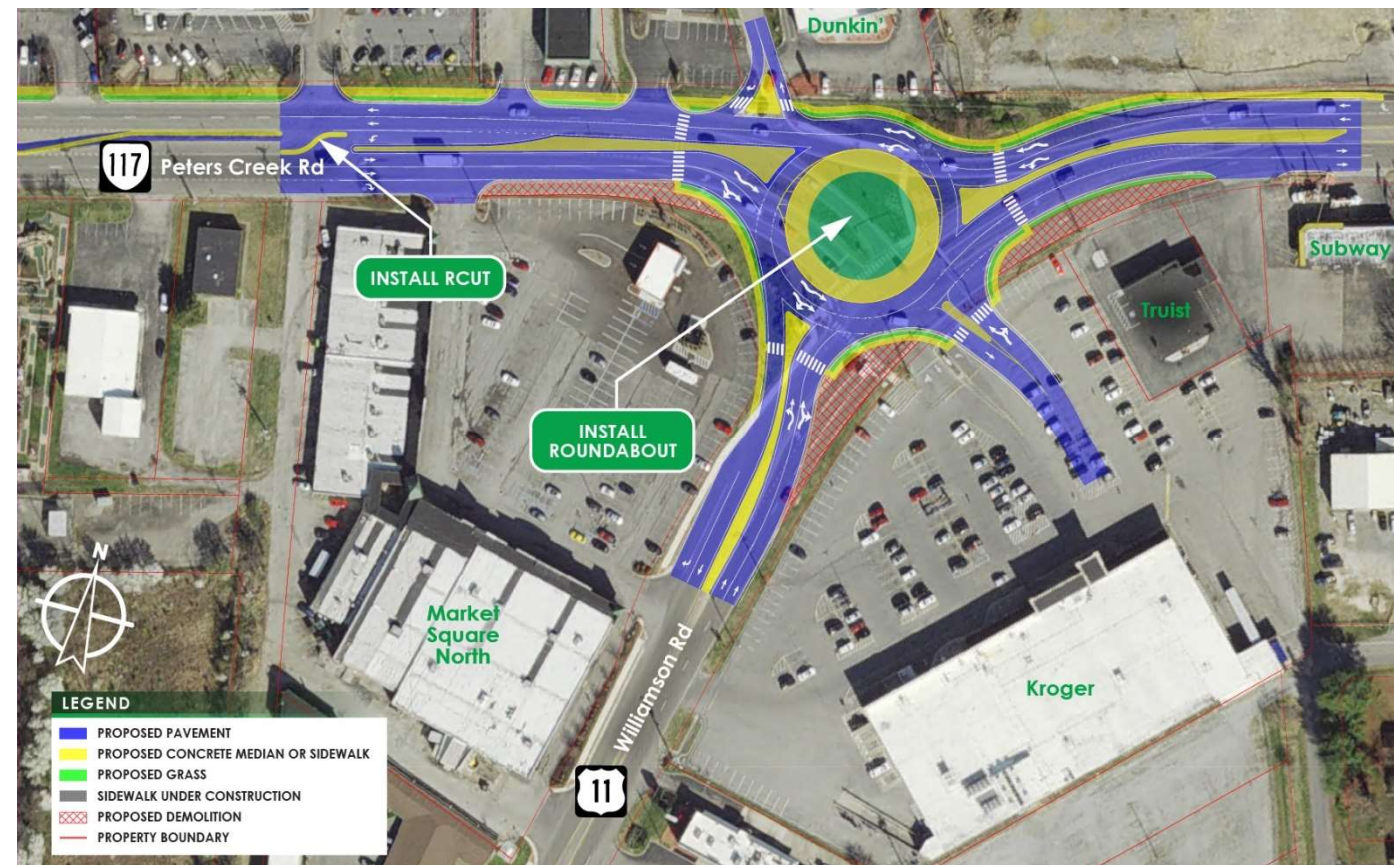 Dunkin'
117
Peters Creek Rd
INSTALL RCUT
Subway
Truist
INSTALL
ROUNDABOUT
N
Market
Square
North
Williamson Rd
Kroger
11
LEGEND
PROPOSED PAVEMENT
PROPOSED CONCRETE MEDIAN OR SIDEWALK
PROPOSED GRASS
SIDEWALK UNDER CONSTRUCTION
PROPOSED DEMOLITION
PROPERTY BOUNDARY